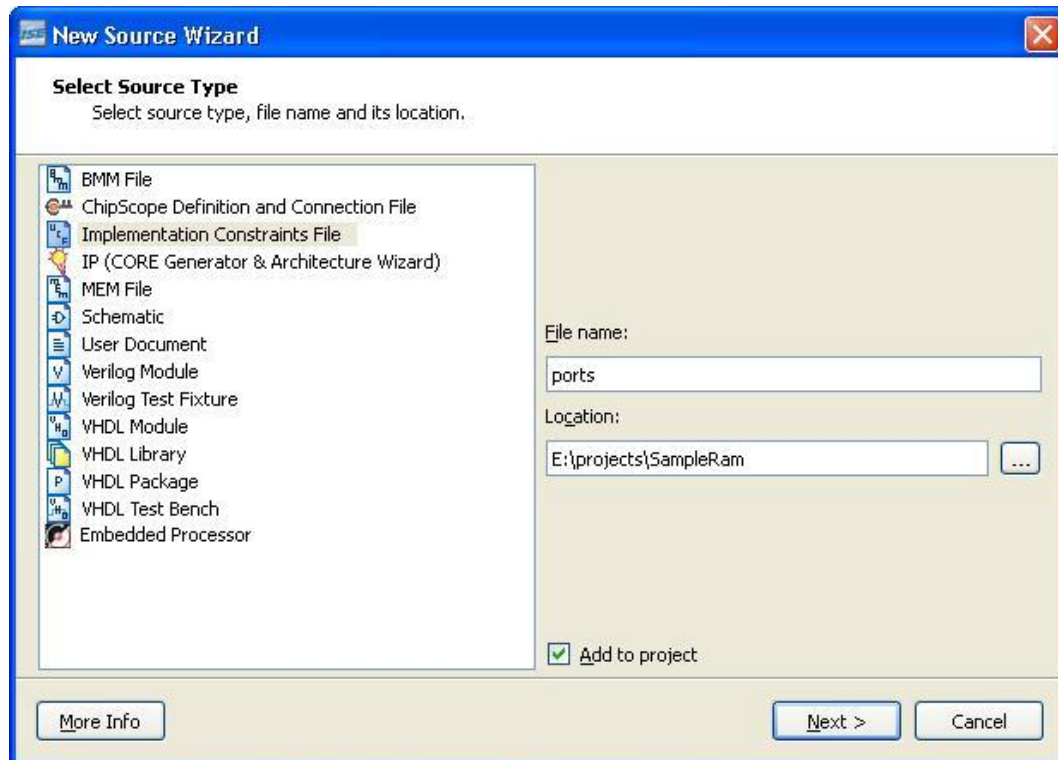 ISE New Source Wizard
Select Source Type
Select source type, file name and its location.
BMM File
ChipScope Definition and Connection File
Implementation Constraints File
IP (CORE Generator & Architecture Wizard)
MEM File
Schematic
User Document
Verilog Module
Verilog Test Fixture
VHDL Module
VHDL Library
VHDL Package
VHDL Test Bench
Embedded Processor
File name:
ports
Location:
E:\projects\SampleRam
...
Add to project
More Info
Next >
Cancel